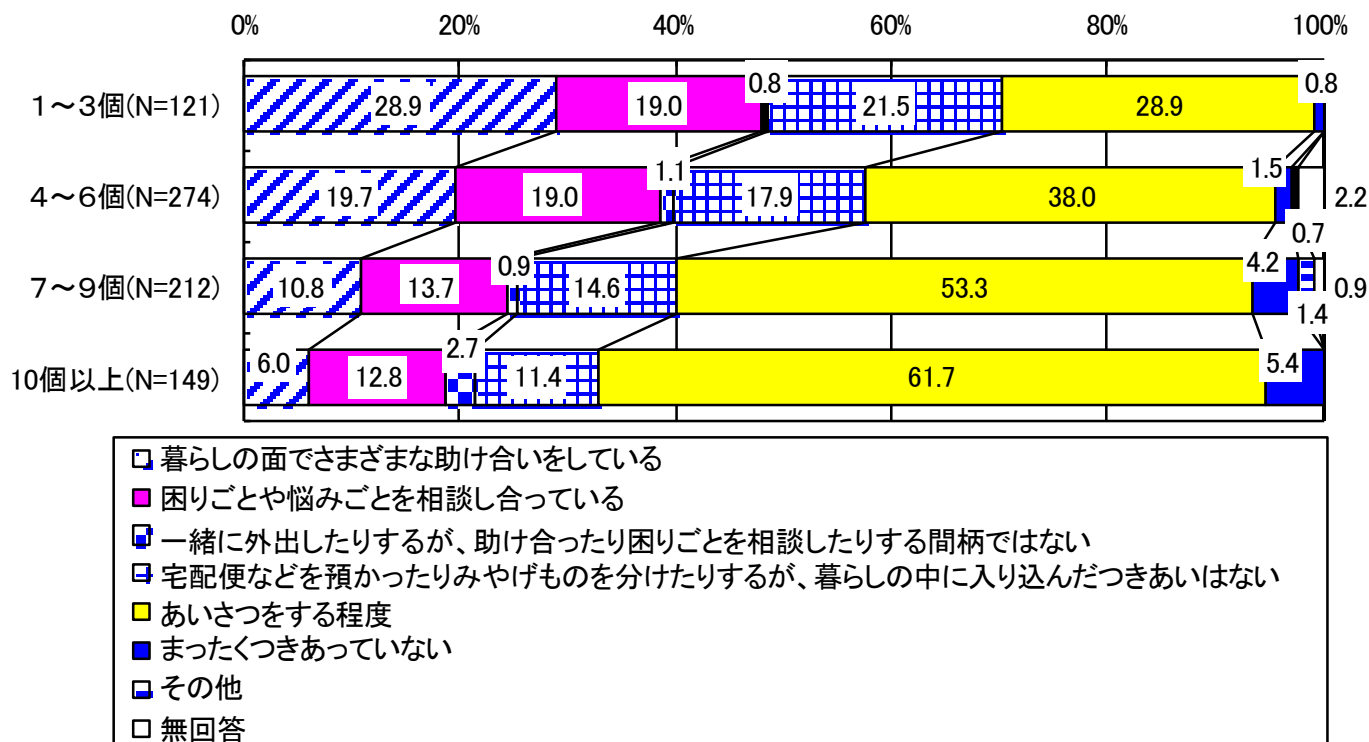 0% 20% 40% 60% 80% 100%
1～3個(N=121) 28.9 19.0 0.8 21.5 28.9 0.8
4～6個(N=274) 19.7 19.0 1.1 17.9 38.0 1.5 0.7 2.2
7～9個(N=212) 10.8 13.7 0.9 14.6 53.3 4.2 1.4 0.9
10個以上(N=149) 6.0 12.8 2.7 11.4 61.7 5.4
暮らしの面でさまざまな助け合いをしている
困りごとや悩みごとを相談し合っている
一緒に外出したりするが、助け合ったり困りごとを相談したりする間柄ではない
宅配便などを預かったりみやげものを分けたりするが、暮らしの中に入り込んだつきあいはない
あいさつをする程度
まったくつきあっていない
その他
無回答